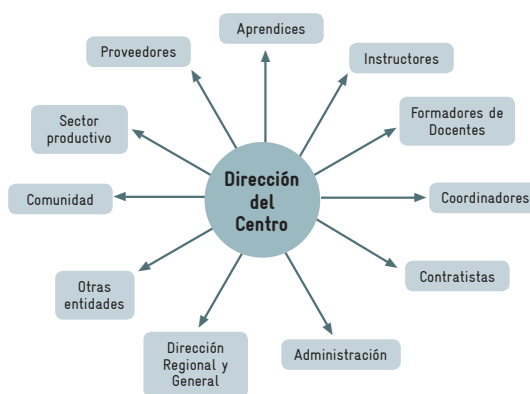 Aprendices
Proveedores
Instructores
Sector
productivo
Formadores de
Docentes
Dirección
del
Centro
Comunidad
Coordinadores
Otras
entidades
Contratistas
Dirección
Regional y
General
Administración